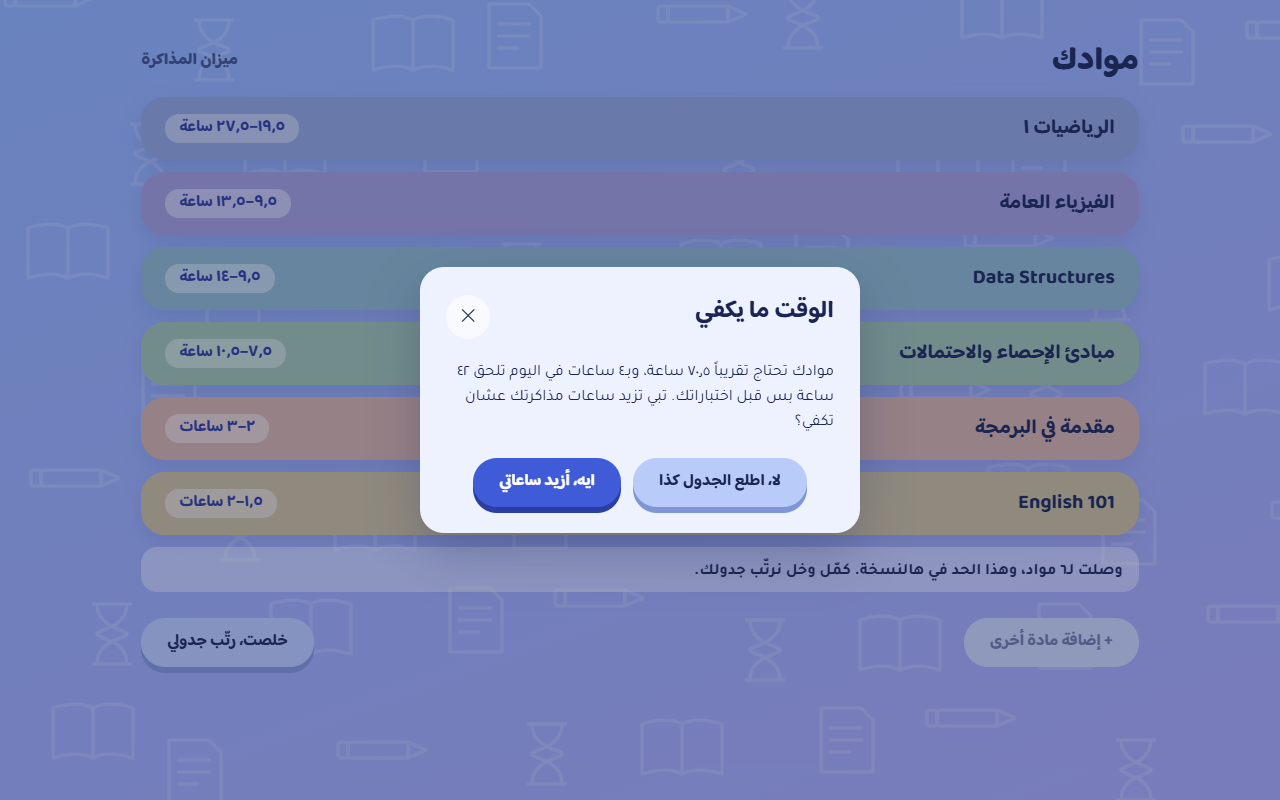 موادك
ميزان المذاكرة
الرياضيات ١
١٩,٥–٢٧,٥ ساعة
الفيزياء العامة
٩,٥–١٣,٥ ساعة
Data Structures
٩,٥–١٤ ساعة
مبادئ الإحصاء والاحتمالات
٧,٥–١٠,٥ ساعة
مقدمة في البرمجة
٢–٣ ساعات
English 101
١,٥–٢ ساعات
وصلت لـ٦ مواد، وهذا الحد في هالنسخة. كمّل وخل نرتّب جدولك.
+ إضافة مادة أخرى
خلصت، رتّب جدولي
الوقت ما يكفي
موادك تحتاج تقريباً ٧٠,٥ ساعة، وبـ٤ ساعات في اليوم تلحق ٤٢
ساعة بس قبل اختباراتك. تبي تزيد ساعات مذاكرتك عشان
تكفي؟
لا، اطلع الجدول كذا
ايه، أزيد ساعاتي